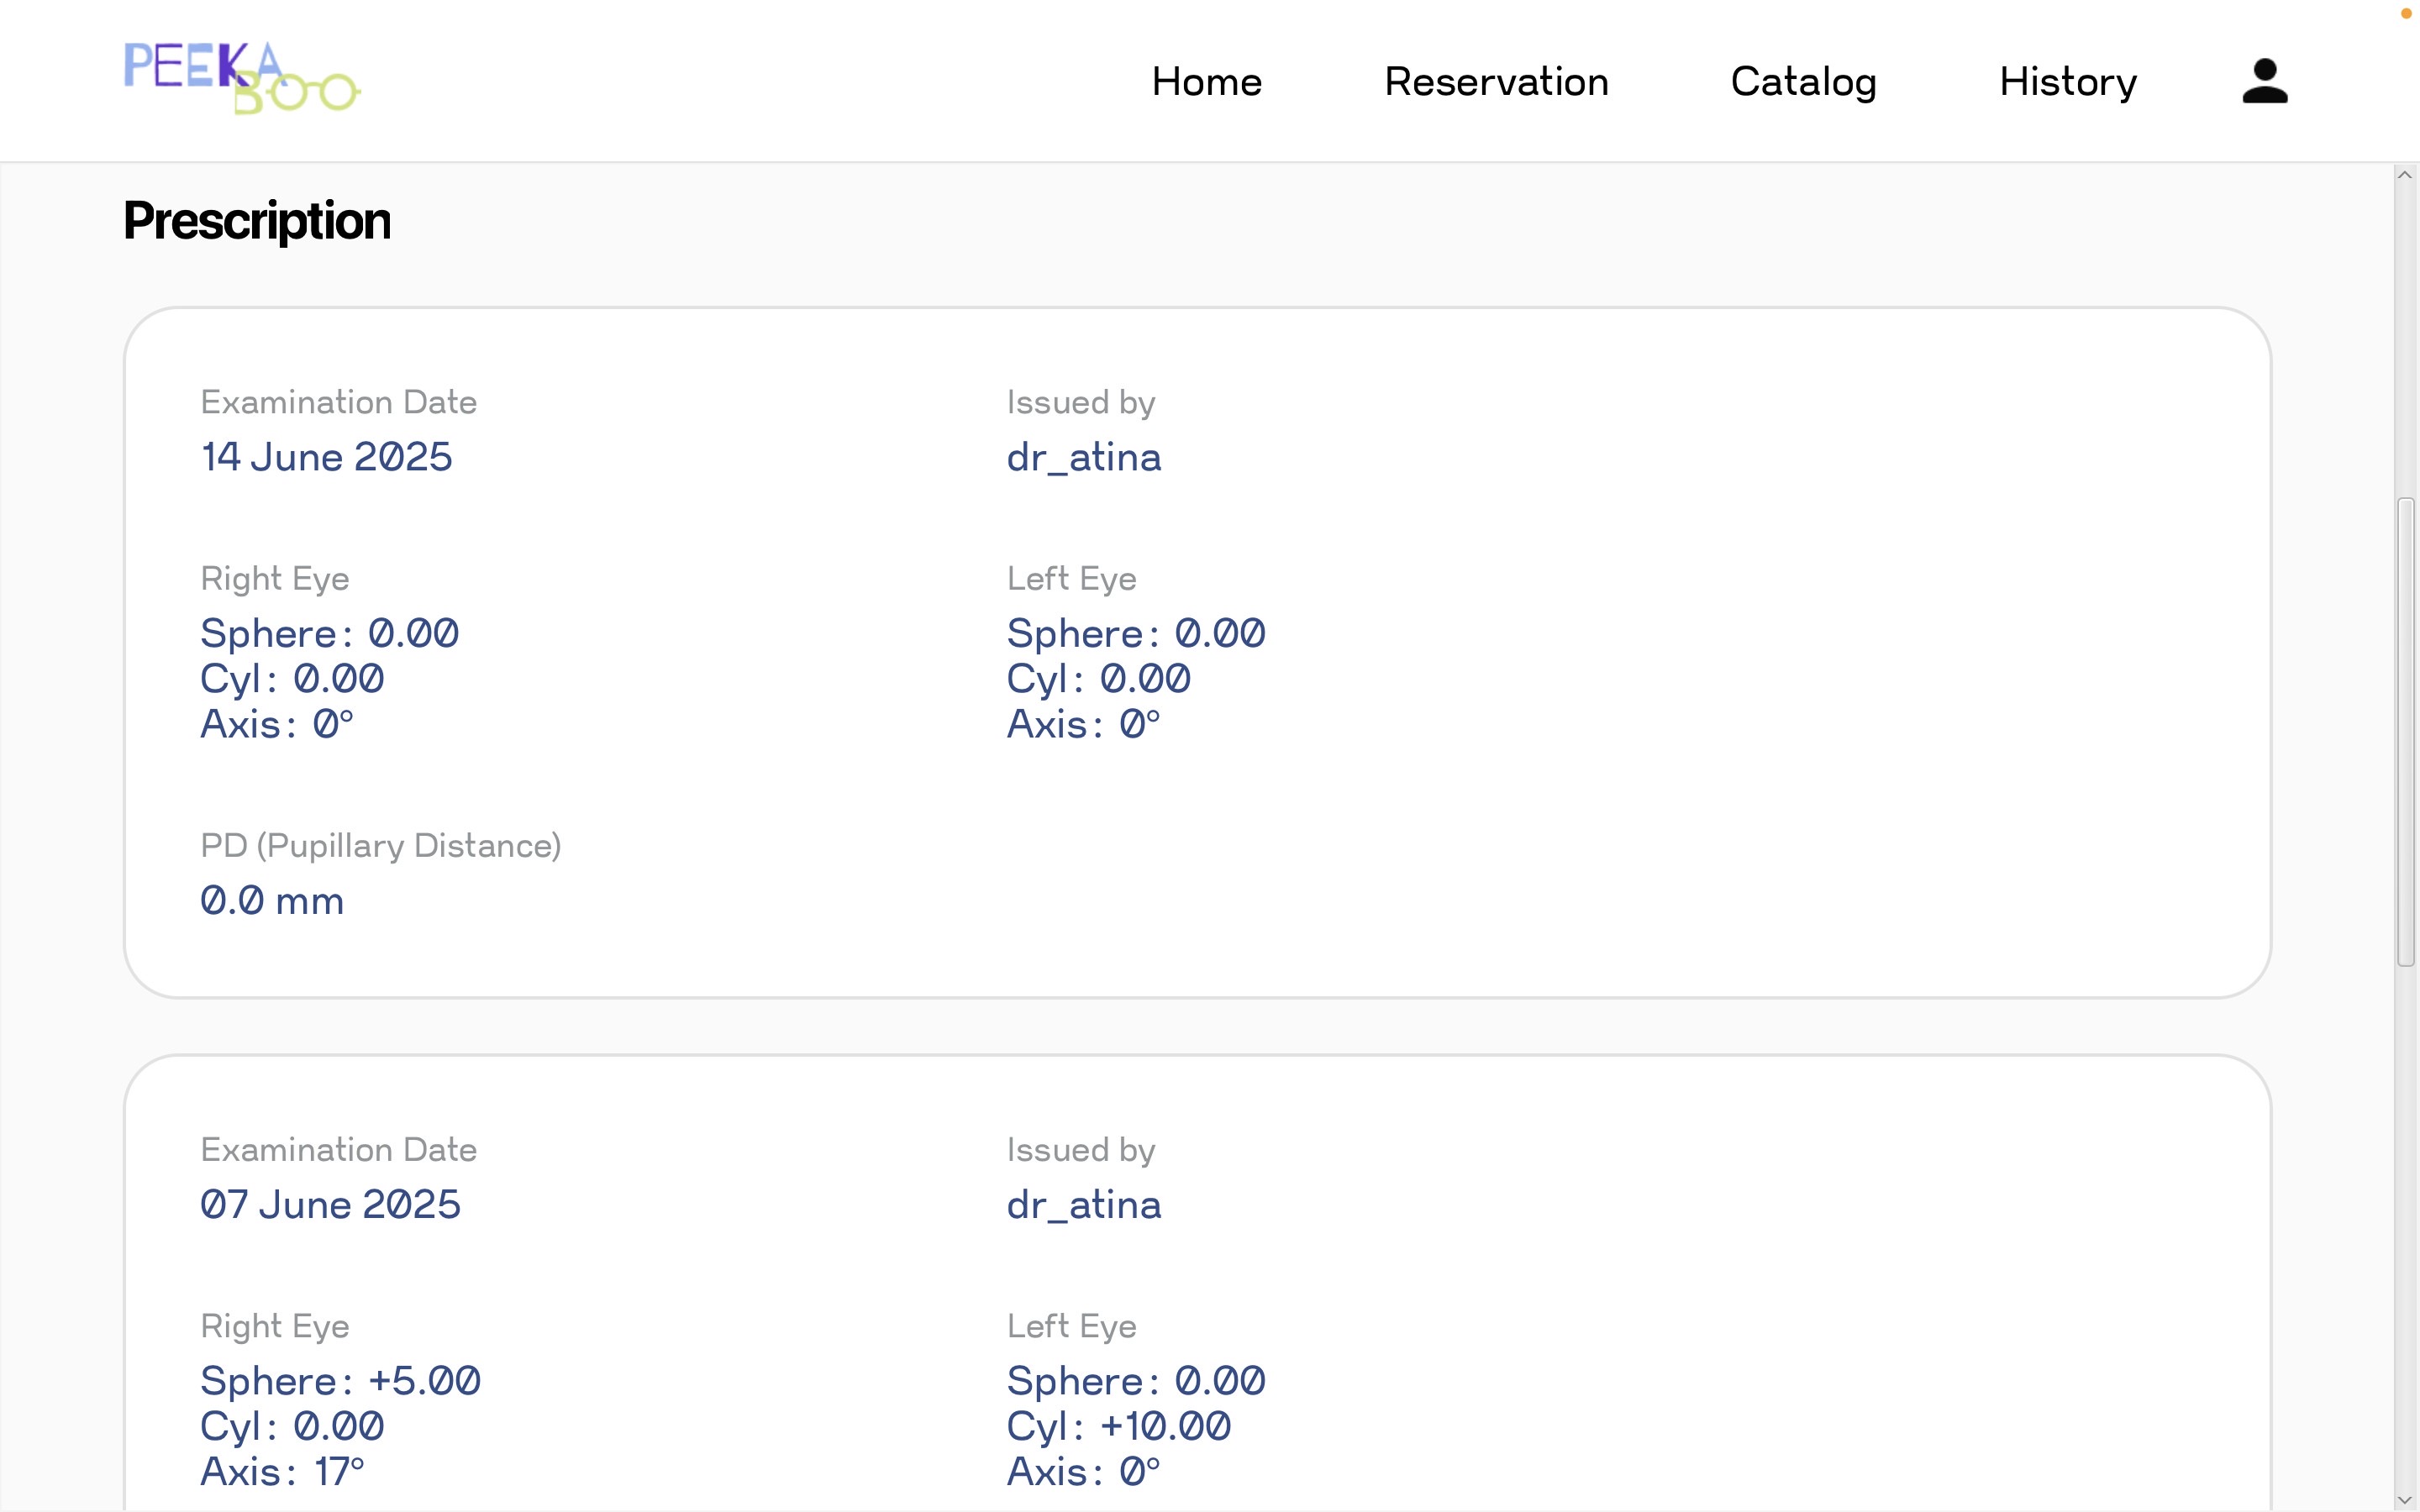 PEEKA
BOO
Home Reservation Catalog History
Prescription
Examination Date Issued by
14 June 2025 dr_atina
Right Eye Left Eye
Sphere: 0.00 Sphere: 0.00
Cyl: 0.00 Cyl: 0.00
Axis: 0° Axis: 0°
PD (Pupillary Distance)
0.0 mm
Examination Date Issued by
07 June 2025 dr_atina
Right Eye Left Eye
Sphere: +5.00 Sphere: 0.00
Cyl: 0.00 Cyl: +10.00
Axis: 17° Axis: 0°